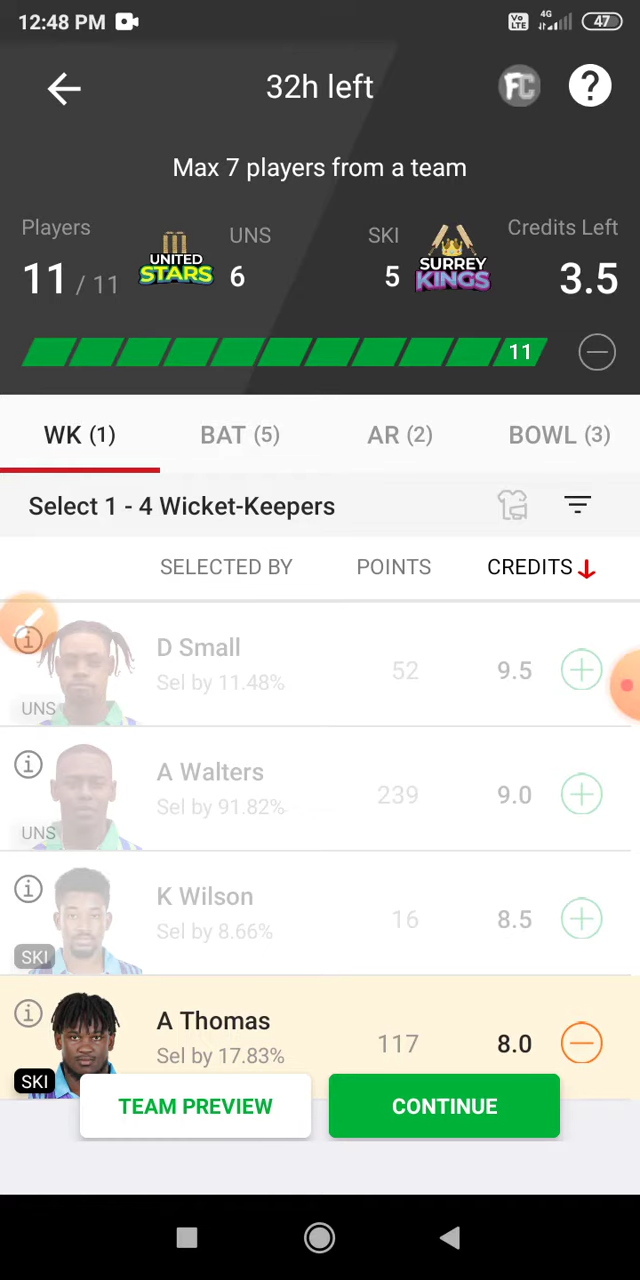 12:48 PM Vo LTE 4G 47
32h left FC ?
Max 7 players from a team
Players UNS SKI Credits Left
11 / 11 UNITED STARS 6 5 SURREY KINGS 3.5
11
WK (1) BAT (5) AR (2) BOWL (3)
Select 1 - 4 Wicket-Keepers
SELECTED BY POINTS CREDITS
D Small
Sel by 11.48% 52 9.5
UNS
A Walters
Sel by 91.82% 239 9.0
UNS
K Wilson
Sel by 8.66% 16 8.5
SKI
A Thomas
Sel by 17.83% 117 8.0
SKI
TEAM PREVIEW CONTINUE